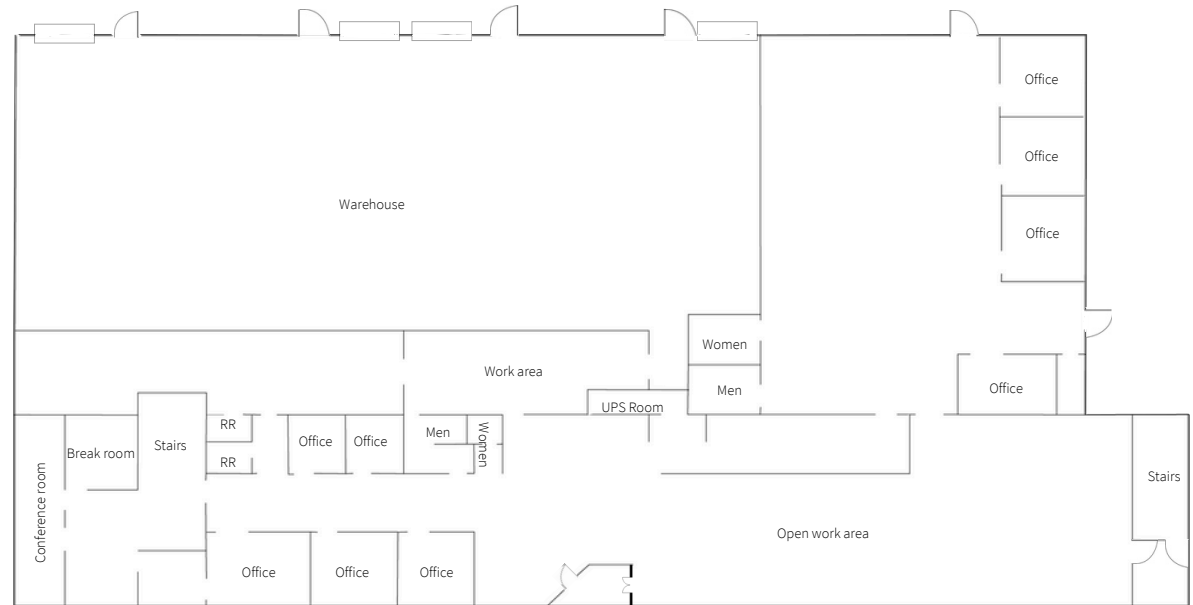 Office
Office
Warehouse
Office
Women
Work area
Men
Office
UPS Room
RR
Men
Women
Office
Office
Stairs
Break room
RR
Stairs
Conference room
Open work area
Office
Office
Office